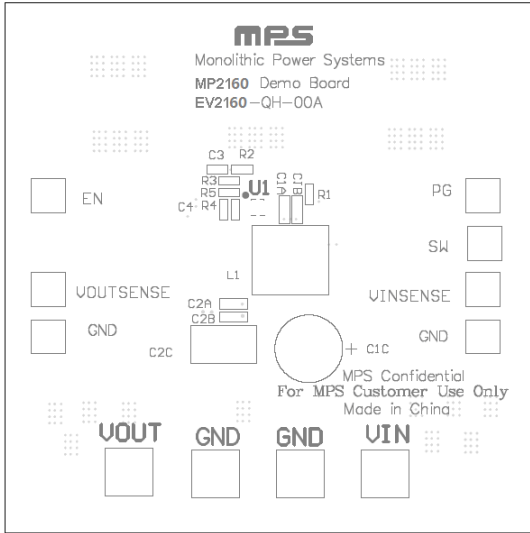 mps
Monolithic Power Systems
MP2160 Demo Board
EV2160-QH-00A
C3 R2
R3
R5
C4 R4
U1
C1A
C1B
R1
EN
PG
SW
L1
VOUTSENSE
VINSENSE
C2A
C2B
GND
GND
C2C
+ C1C
MPS Confidential
For MPS Customer Use Only
Made in China
VOUT GND GND VIN